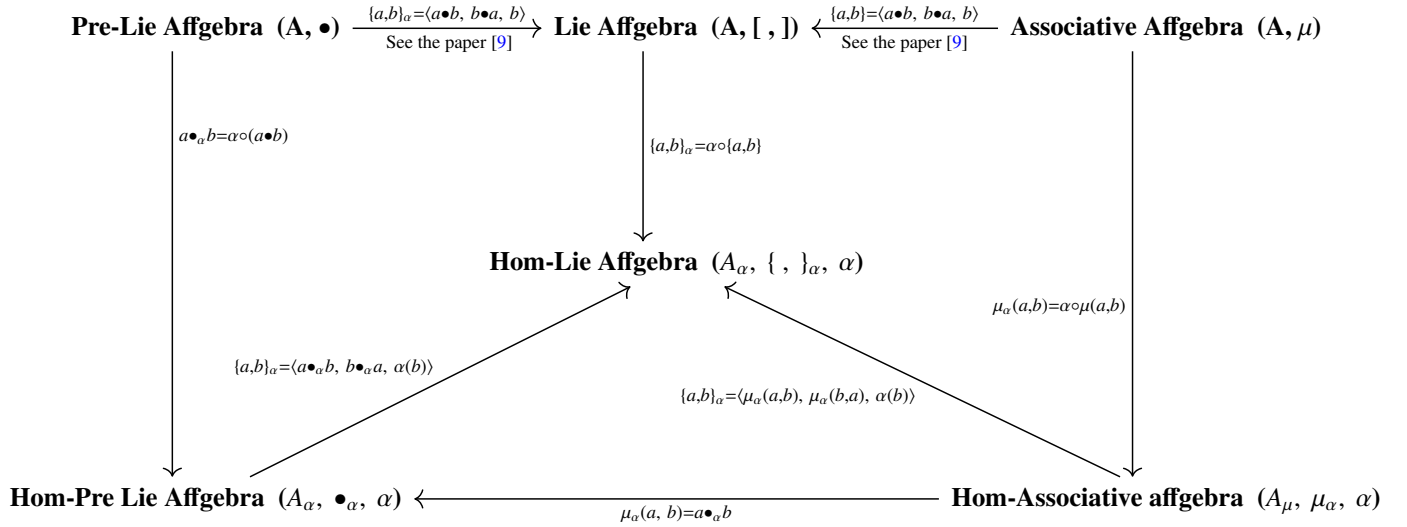 {a,b}α=⟨a•b, b•a, b⟩ {a,b}=⟨a•b, b•a, b⟩
Pre-Lie Affgebra (A, •) Lie Affgebra (A, [ , ]) Associative Affgebra (A, μ)
See the paper [9] See the paper [9]
a•αb=α∘(a•b)
{a,b}α=α∘{a,b}
Hom-Lie Affgebra (Aα, { , }α, α)
μα(a,b)=α∘μ(a,b)
{a,b}α=⟨a•αb, b•αa, α(b)⟩
{a,b}α=⟨μα(a,b), μα(b,a), α(b)⟩
Hom-Pre Lie Affgebra (Aα, •α, α) Hom-Associative affgebra (Aμ, μα, α)
μα(a, b)=a•αb